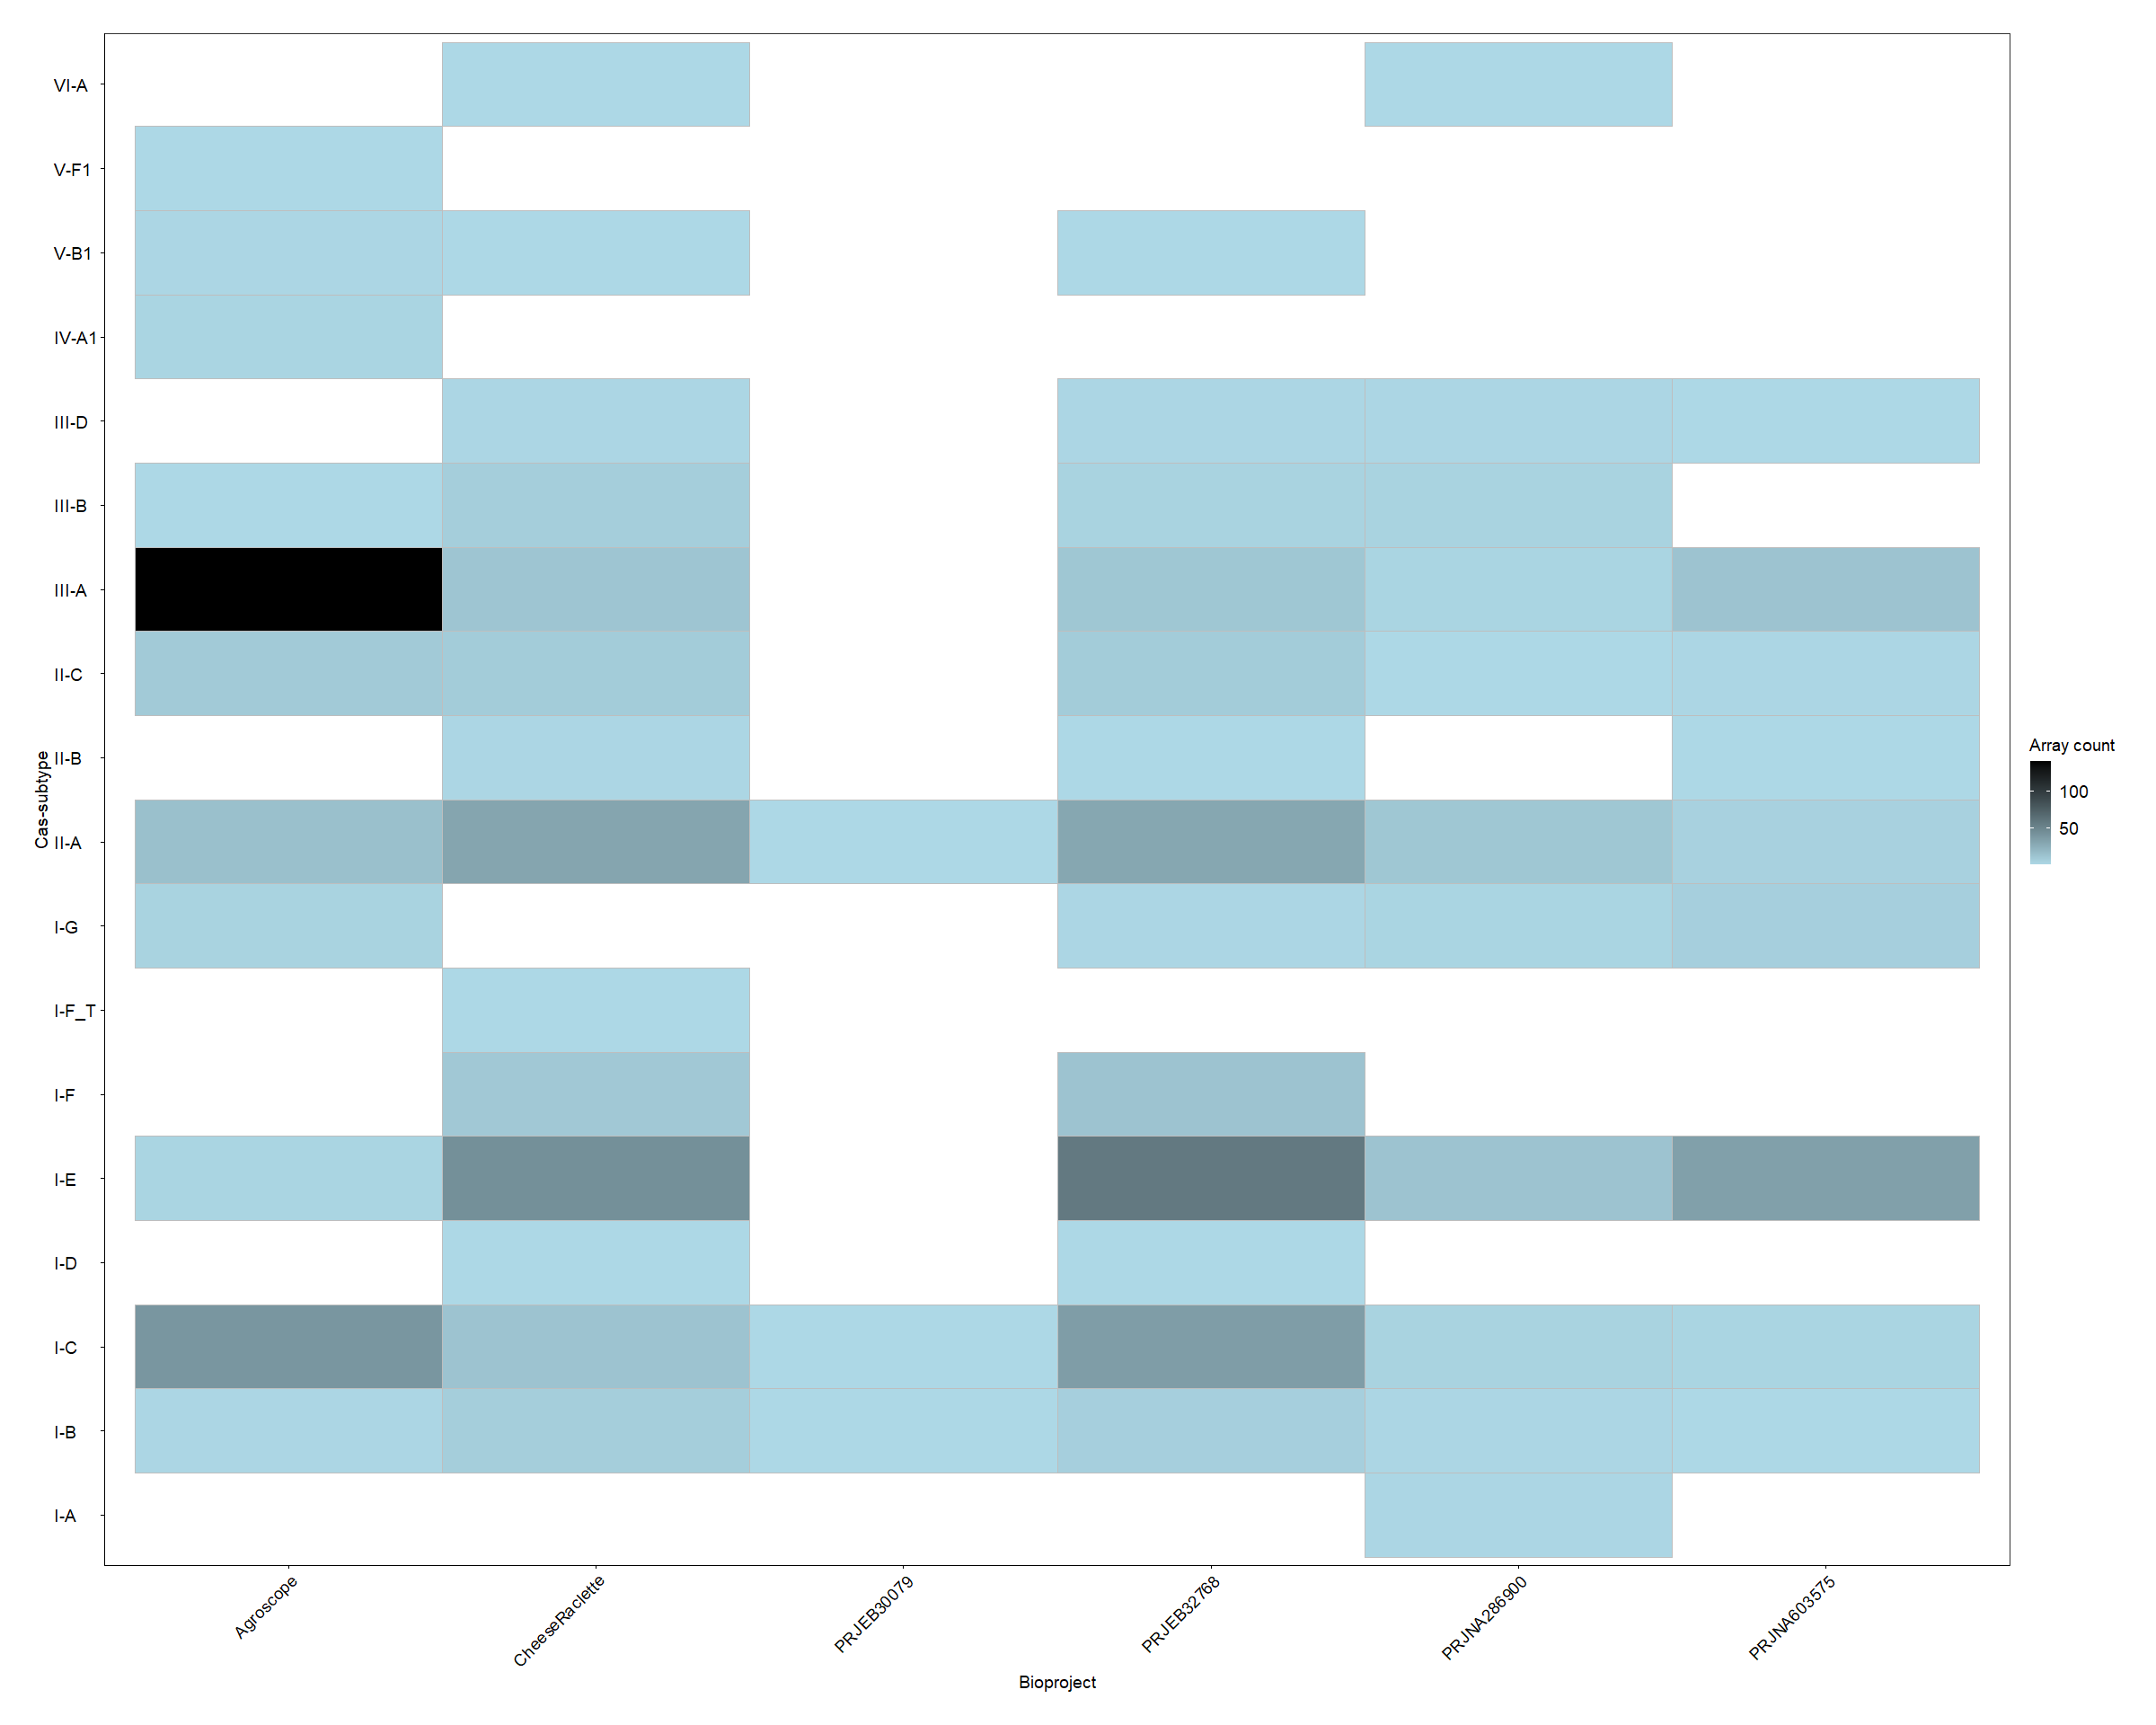 VI-A
V-F1
V-B1
IV-A1
III-D
III-B
III-A
II-C
II-B
II-A
I-G
I-F_T
I-F
I-E
I-D
I-C
I-B
I-A
Cas-subtype
Agroscope
CheeseRaclette
PRJEB30079
PRJEB32768
PRJNA286900
PRJNA603575
Bioproject
Array count
100
50